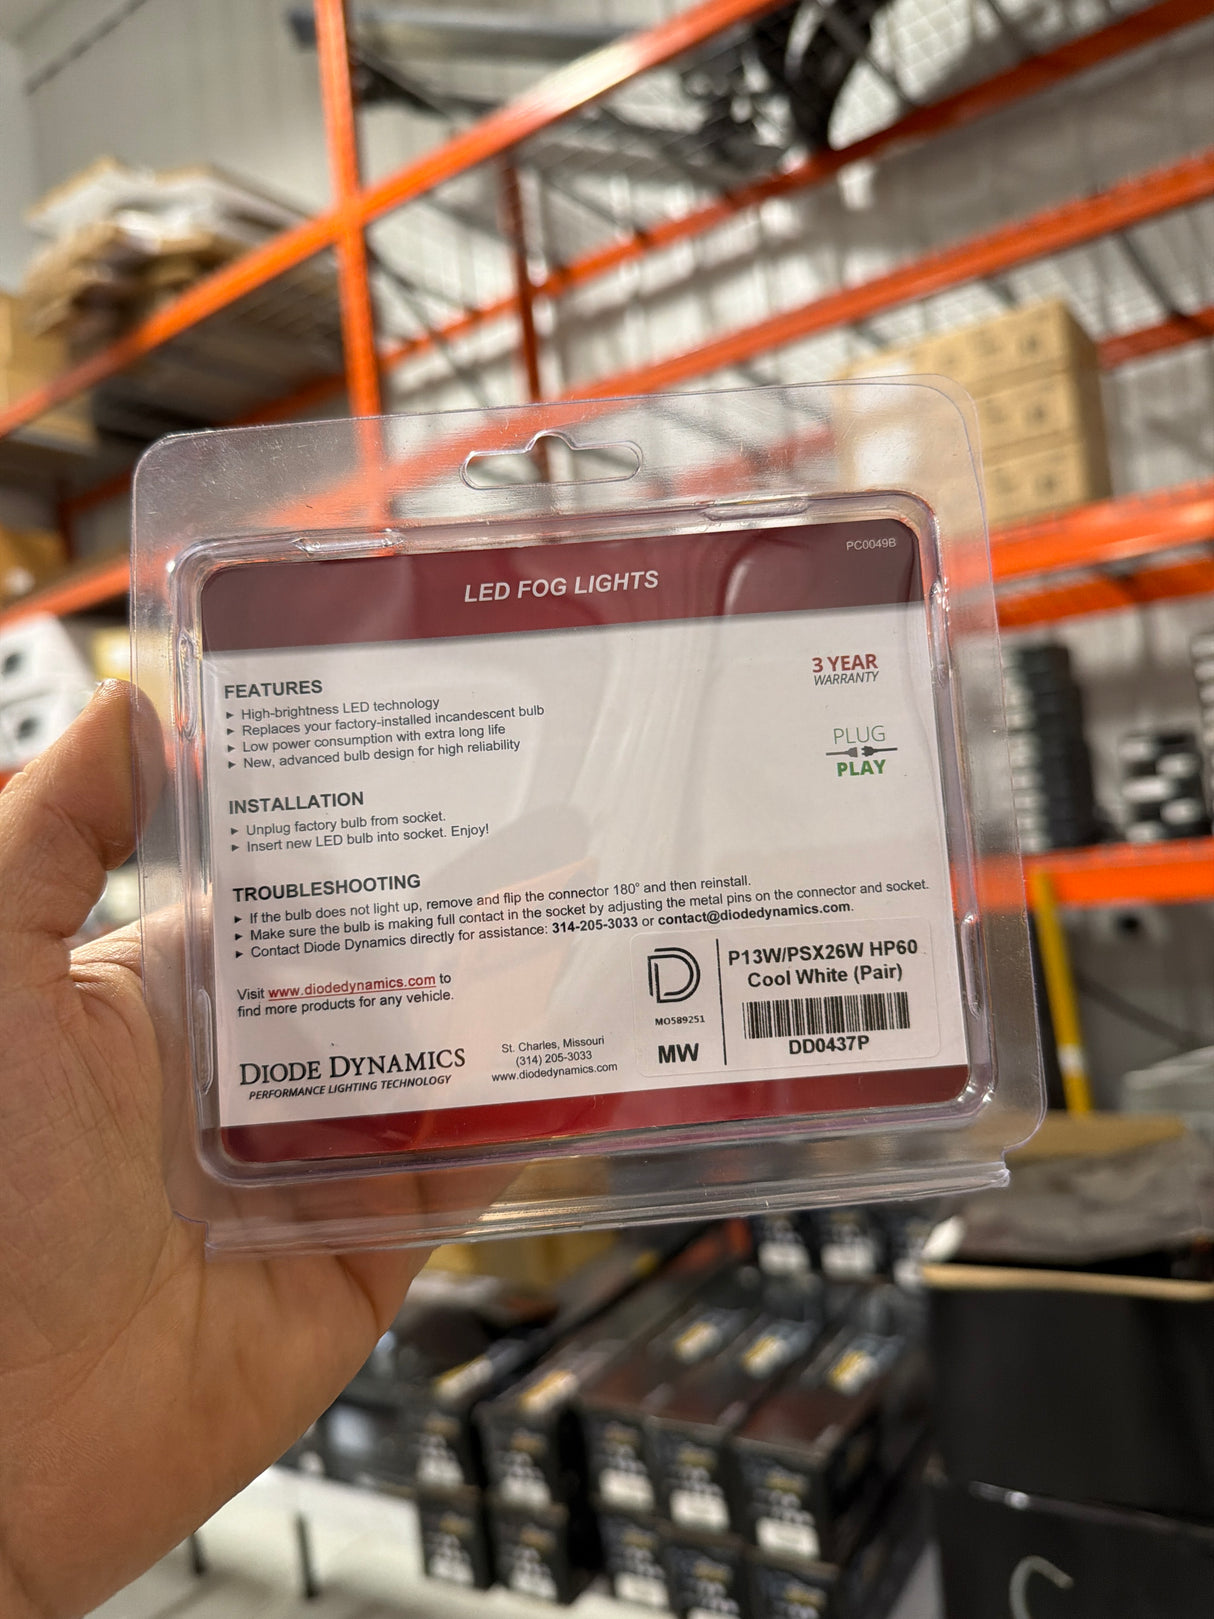 PC0049B
LED FOG LIGHTS
3 YEAR
WARRANTY
FEATURES
► High-brightness LED technology
► Replaces your factory-installed incandescent bulb
► Low power consumption with extra long life
► New, advanced bulb design for high reliability
PLUG
PLAY
INSTALLATION
► Unplug factory bulb from socket.
► Insert new LED bulb into socket. Enjoy!
TROUBLESHOOTING
► If the bulb does not light up, remove and flip the connector 180° and then reinstall.
► Make sure the bulb is making full contact in the socket by adjusting the metal pins on the connector and socket.
► Contact Diode Dynamics directly for assistance: 314-205-3033 or contact@diodedynamics.com.
Visit www.diodedynamics.com to
find more products for any vehicle.
DIODE DYNAMICS
PERFORMANCE LIGHTING TECHNOLOGY
St. Charles, Missouri
(314) 205-3033
www.diodedynamics.com
D
MO589251
MW
P13W/PSX26W HP60
Cool White (Pair)
DD0437P